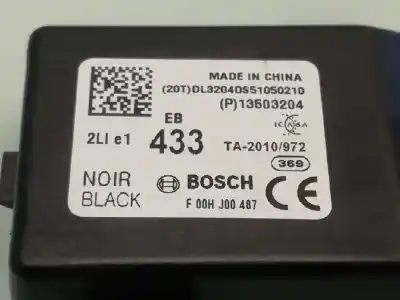 MADE IN CHINA
(20T)DL3204DS51050210
(P)13503204
EB
ICASA
2LI e1
433
TA-2010/972
369
NOIR
BLACK
BOSCH
CE
F 00H J00 487